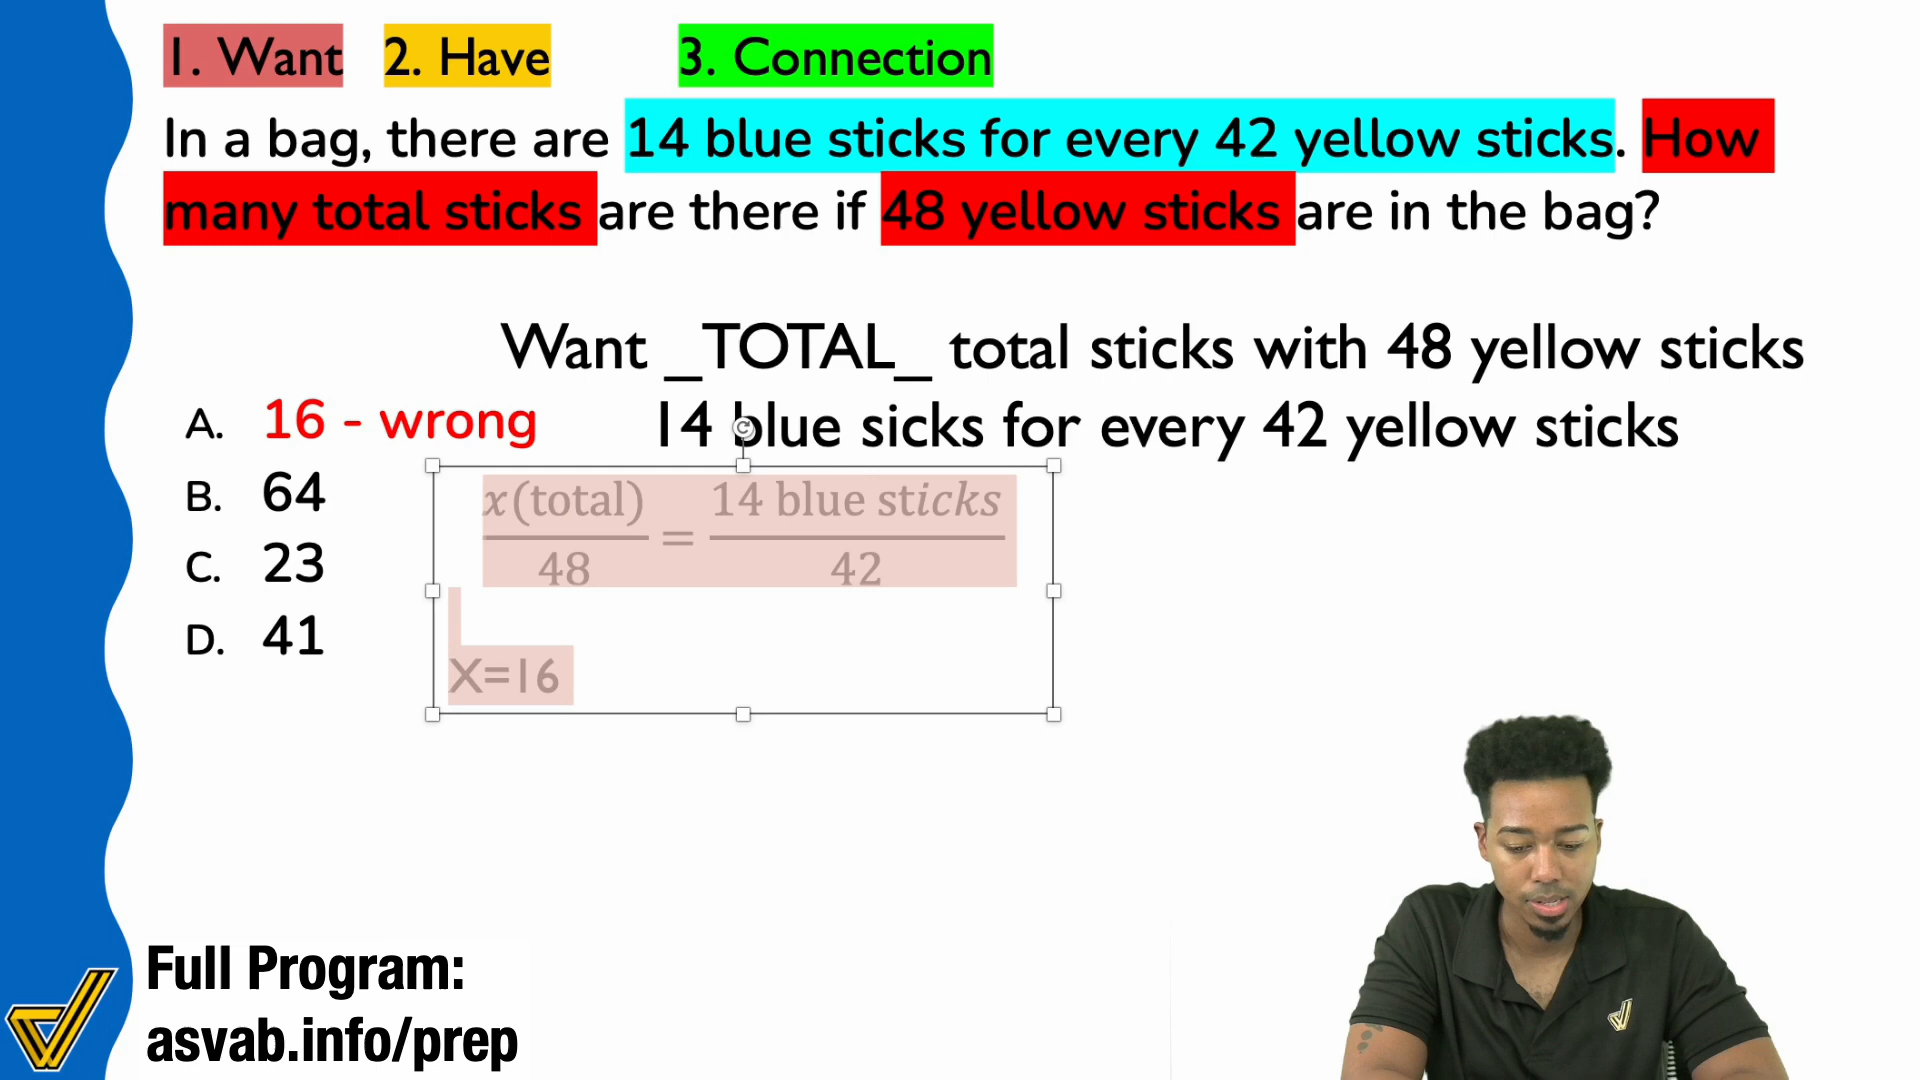 1. Want 2. Have 3. Connection
In a bag, there are 14 blue sticks for every 42 yellow sticks. How
many total sticks are there if 48 yellow sticks are in the bag?
Want _TOTAL_ total sticks with 48 yellow sticks
14 blue sicks for every 42 yellow sticks
A. 16 - wrong
B. 64
C. 23
D. 41
x(total)/48 = 14 blue sticks/42
X=16
Full Program:
asvab.info/prep